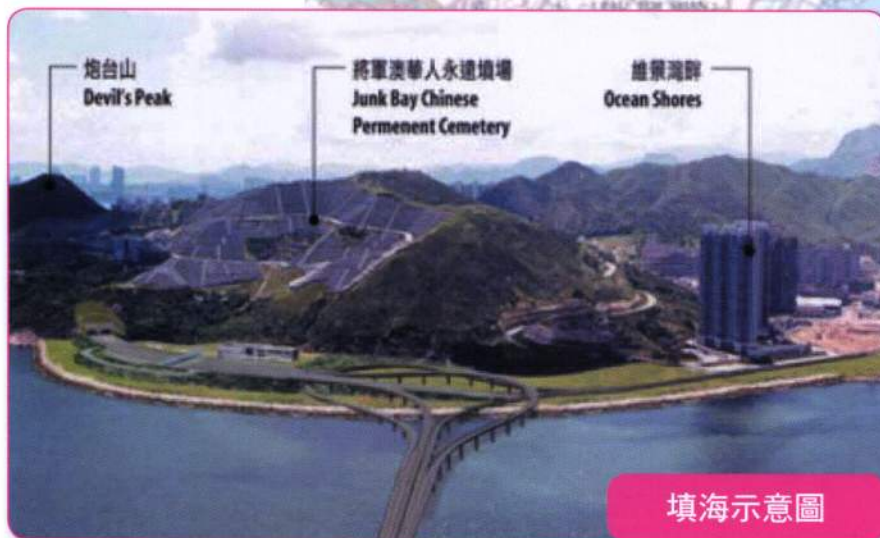 炮台山
Devil's Peak
將軍澳華人永遠墳場
Junk Bay Chinese
Permenent Cemetery
維景灣畔
Ocean Shores
填海示意圖